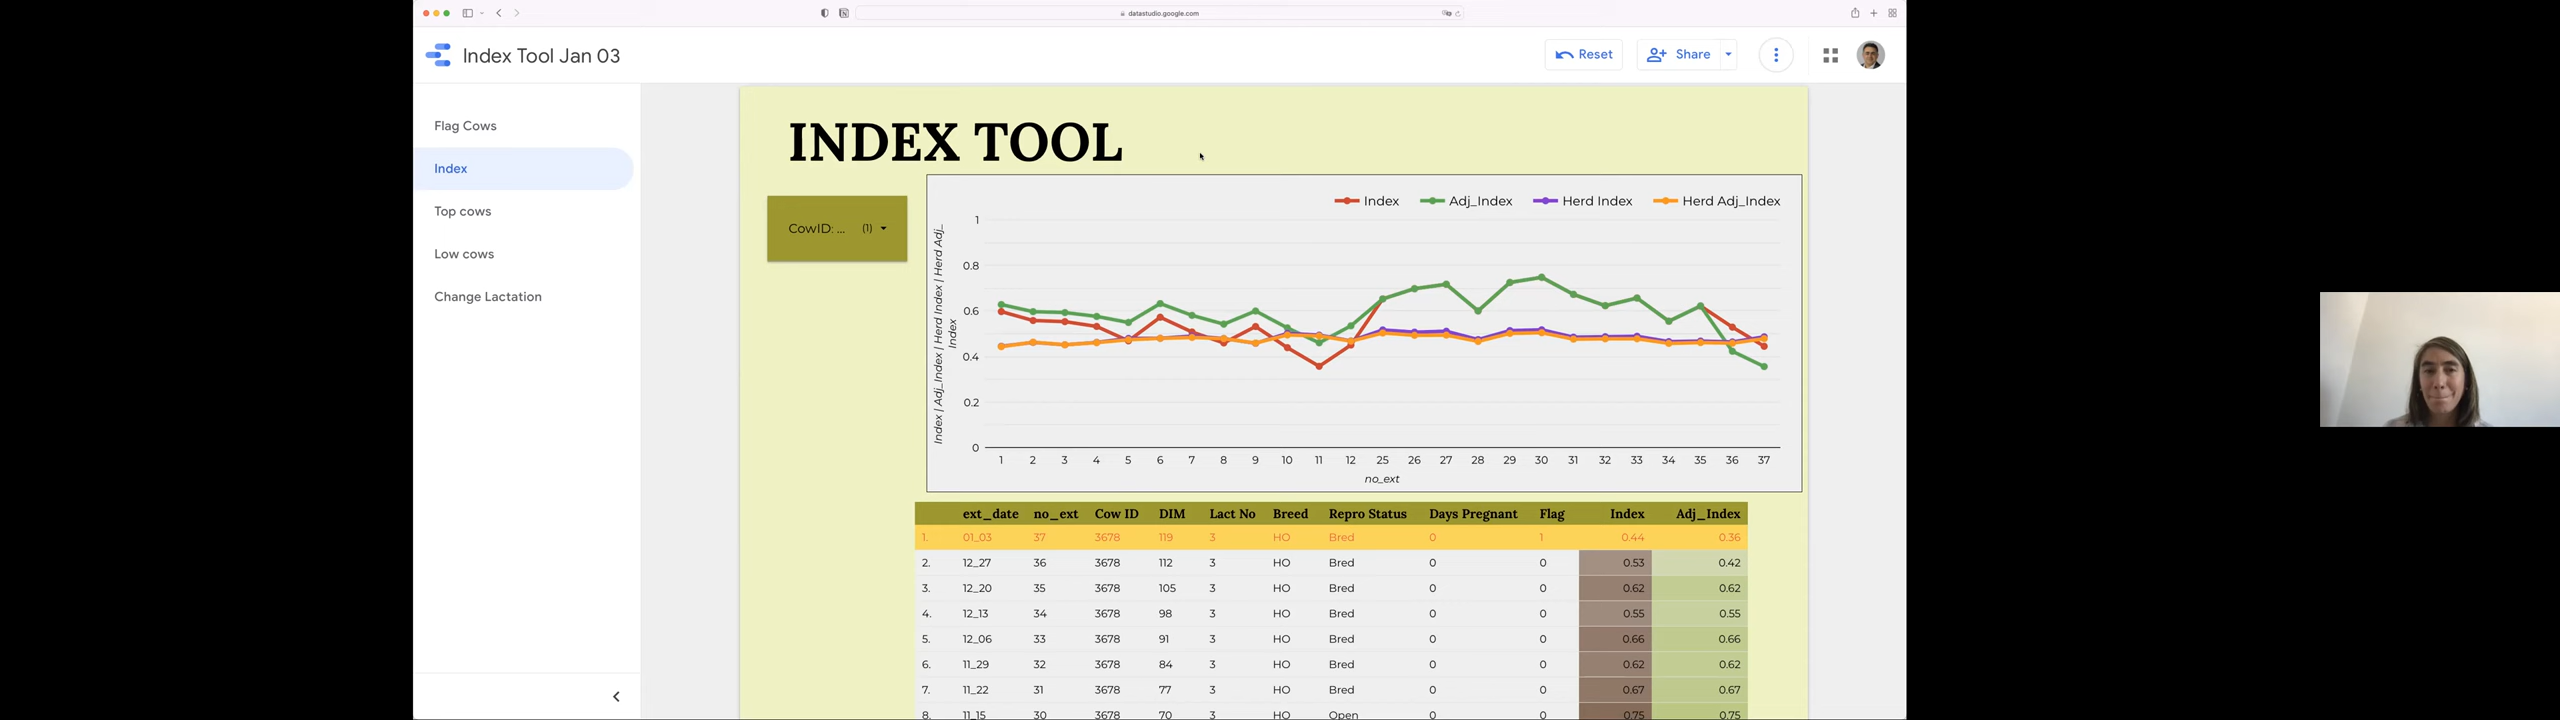 datastudio.google.com
Index Tool Jan 03
Reset
Share
Flag Cows
Index
Top cows
Low cows
Change Lactation
INDEX TOOL
CowID: ... (1)
Index Adj_Index Herd Index Herd Adj_Index
Index | Adj_Index | Herd Index | Herd Adj_
Index
1
0.8
0.6
0.4
0.2
0
1 2 3 4 5 6 7 8 9 10 11 12 25 26 27 28 29 30 31 32 33 34 35 36 37
no_ext
ext_date no_ext Cow ID DIM Lact No Breed Repro Status Days Pregnant Flag Index Adj_Index
1. 01_03 37 3678 119 3 HO Bred 0 1 0.44 0.36
2. 12_27 36 3678 112 3 HO Bred 0 0 0.53 0.42
3. 12_20 35 3678 105 3 HO Bred 0 0 0.62 0.62
4. 12_13 34 3678 98 3 HO Bred 0 0 0.55 0.55
5. 12_06 33 3678 91 3 HO Bred 0 0 0.66 0.66
6. 11_29 32 3678 84 3 HO Bred 0 0 0.62 0.62
7. 11_22 31 3678 77 3 HO Bred 0 0 0.67 0.67
8. 11_15 30 3678 70 3 HO Open 0 0 0.75 0.75